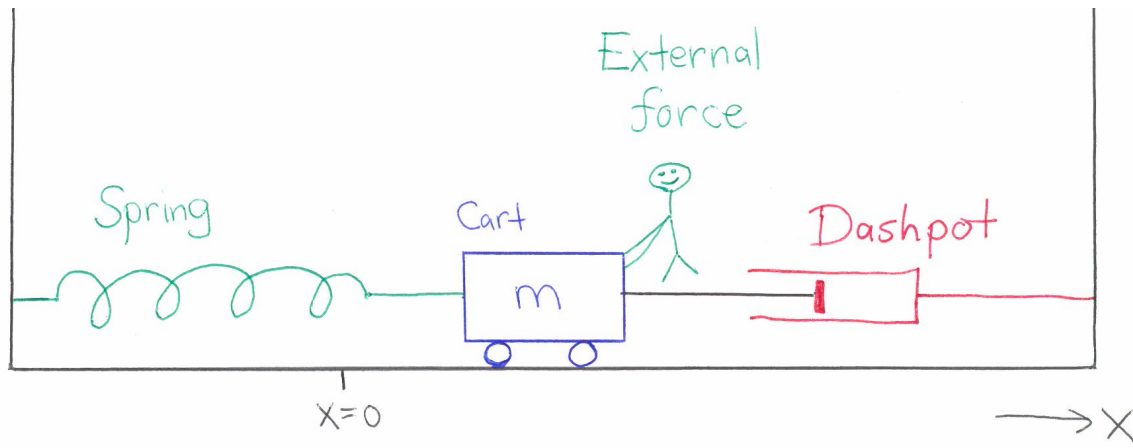 External
force
Spring
Cart
Dashpot
m
X=0
X